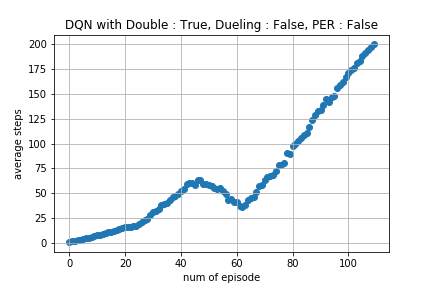 DQN with Double : True, Dueling : False, PER : False
200
175
150
125
100
75
50
25
0
average steps
0 20 40 60 80 100
num of episode